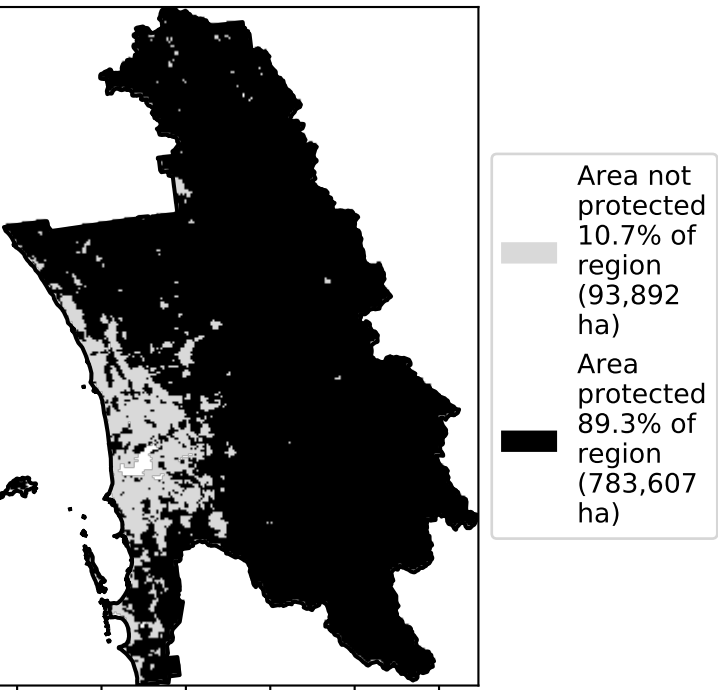 Area not
protected
10.7% of
region
(93,892
ha)
Area
protected
89.3% of
region
(783,607
ha)